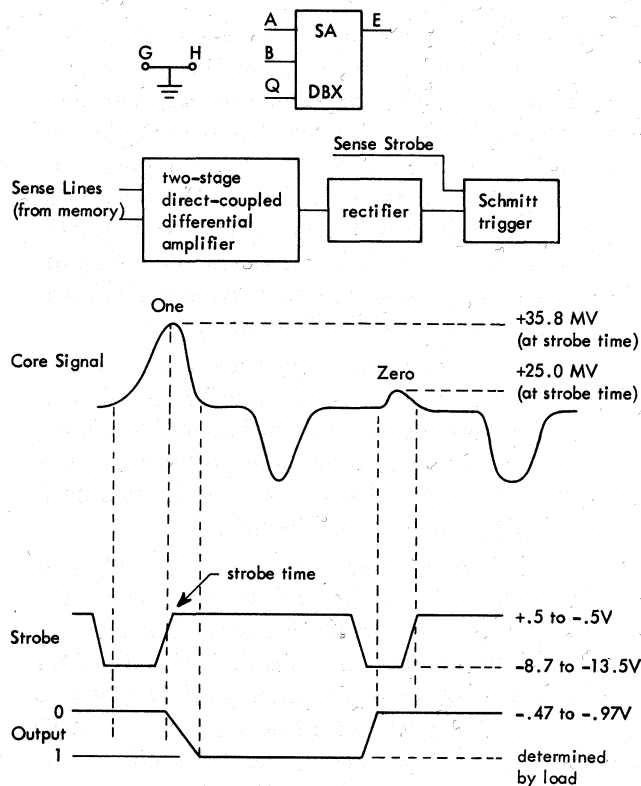 A
SA
E
G
H
B
Q
DBX
Sense Strobe
Sense Lines
(from memory)
two-stage
direct-coupled
differential
amplifier
rectifier
Schmitt
trigger
One
+35.8 MV
(at strobe time)
Core Signal
Zero
+25.0 MV
(at strobe time)
strobe time
Strobe
+.5 to -.5V
-8.7 to -13.5V
0
Output
1
-.47 to -.97V
determined
by load